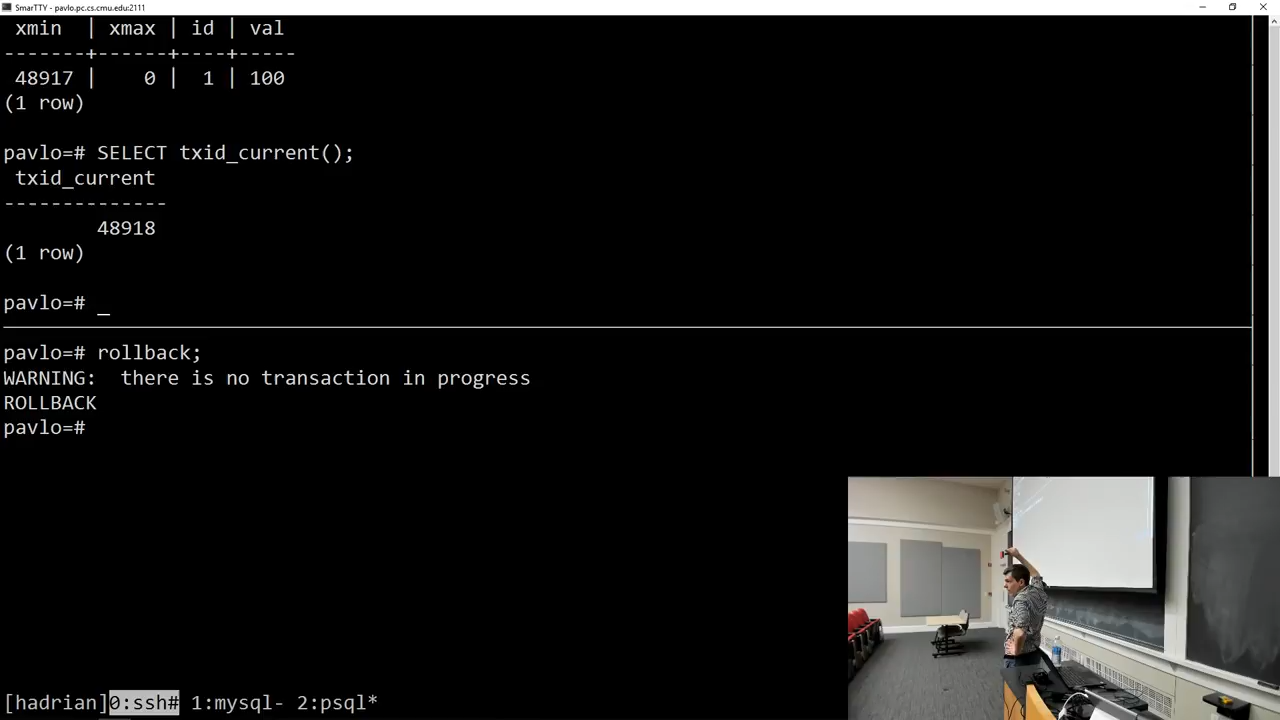 SmarTTY - pavlo.pc.cs.cmu.edu:2111
xmin | xmax | id | val
-------+------+----+-----
48917 | 0 | 1 | 100
(1 row)
pavlo=# SELECT txid_current();
txid_current
--------------
48918
(1 row)
pavlo=# _
pavlo=# rollback;
WARNING:  there is no transaction in progress
ROLLBACK
pavlo=#
[hadrian]0:ssh# 1:mysql- 2:psql*